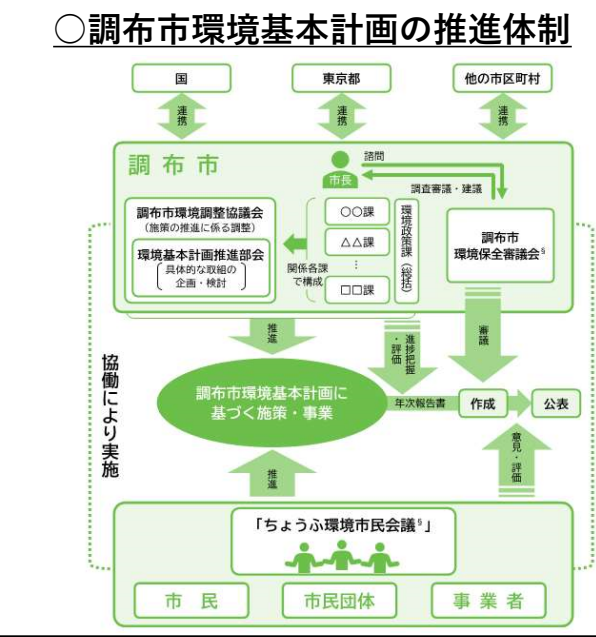 ○調布市環境基本計画の推進体制
国
東京都
他の市区町村
連携
連携
連携
調布市
市長
諮問
調査審議・建議
調布市環境調整協議会
(施策の推進に係る調整)
環境基本計画推進部会
具体的な取組の
企画・検討
関係各課
で構成
○○課
△△課
⋮
□□課
環境政策課(総括)
調布市
環境保全審議会§
推進
進捗把握
・評価
審議
協働により実施
調布市環境基本計画に
基づく施策・事業
年次報告書
作成
公表
推進
意見・評価
「ちょうふ環境市民会議§」
市民
市民団体
事業者